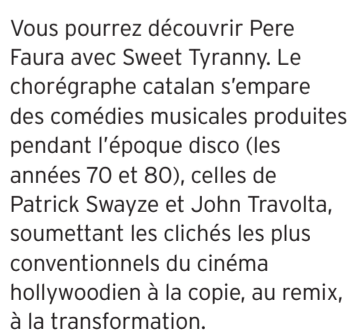 Vous pourrez découvrir Pere
Faura avec Sweet Tyranny. Le
chorégraphe catalan s'empare
des comédies musicales produites
pendant l'époque disco (les
années 70 et 80), celles de
Patrick Swayze et John Travolta,
soumettant les clichés les plus
conventionnels du cinéma
hollywoodien à la copie, au remix,
à la transformation.